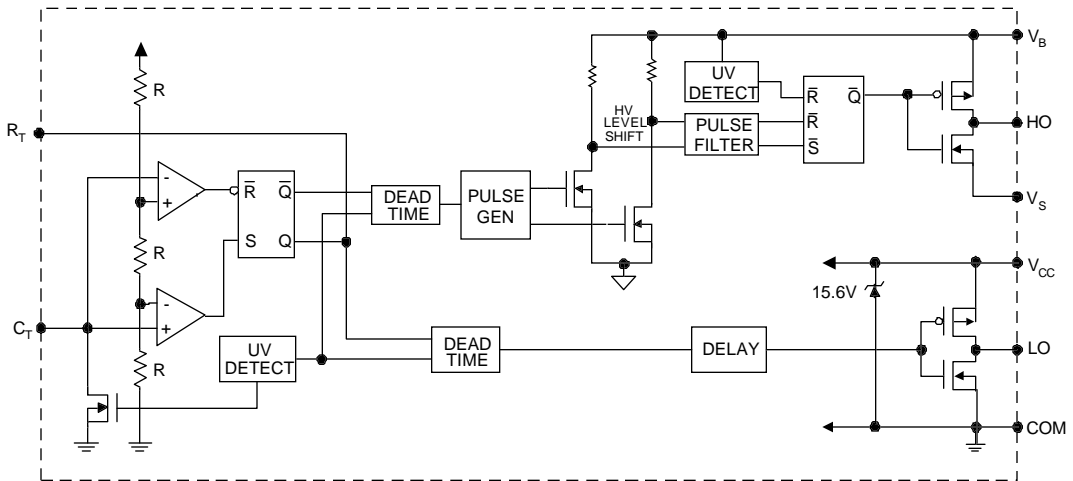 V_B
R
UV
DETECT
R̅
Q̅
HV
LEVEL
SHIFT
R_T
PULSE
FILTER
R̅
S̅
HO
-
+
R̅
Q̅
DEAD
TIME
PULSE
GEN
V_S
R
S
Q
V_CC
15.6V
-
+
C_T
UV
DETECT
DEAD
TIME
DELAY
LO
R
COM